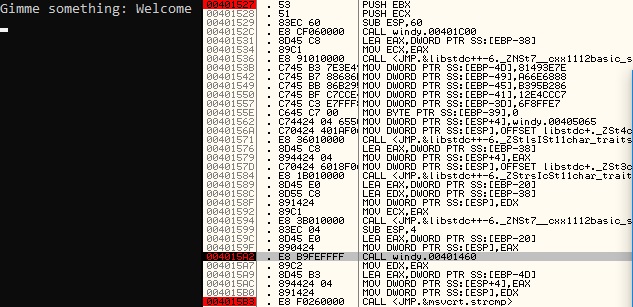 Gimme something: Welcome
00401527 . 53 PUSH EBX
00401528 . 51 PUSH ECX
00401529 . 83EC 60 SUB ESP,60
0040152C . E8 CF060000 CALL windy.00401C00
00401531 . 8D45 C8 LEA EAX,DWORD PTR SS:[EBP-38]
00401534 . 89C1 MOV ECX,EAX
00401536 . E8 91010000 CALL <JMP.&libstdc++-6._ZNSt7__cxx1112basic_s
0040153B . C745 B3 7E3E49 MOV DWORD PTR SS:[EBP-4D],81493E7E
00401542 . C745 B7 88686E MOV DWORD PTR SS:[EBP-49],A66E6888
00401549 . C745 BB 86B295 MOV DWORD PTR SS:[EBP-45],B395B286
00401550 . C745 BF C7CCE4 MOV DWORD PTR SS:[EBP-41],12E4CCC7
00401557 . C745 C3 E7FFF8 MOV DWORD PTR SS:[EBP-3D],6F8FFE7
0040155E . C645 C7 00 MOV BYTE PTR SS:[EBP-39],0
00401562 . C74424 04 6550 MOV DWORD PTR SS:[ESP+4],windy.00405065
0040156A . C70424 401AF06 MOV DWORD PTR SS:[ESP],OFFSET libstdc+._ZSt4c
00401571 . E8 36010000 CALL <JMP.&libstdc++-6._ZStlsISt11char_traits
00401576 . 8D45 C8 LEA EAX,DWORD PTR SS:[EBP-38]
00401579 . 894424 04 MOV DWORD PTR SS:[ESP+4],EAX
0040157D . C70424 6018F06 MOV DWORD PTR SS:[ESP],OFFSET libstdc+._ZSt3c
00401584 . E8 1B010000 CALL <JMP.&libstdc++-6._ZStrsIcSt11char_trait
00401589 . 8D45 E0 LEA EAX,DWORD PTR SS:[EBP-20]
0040158C . 8D55 C8 LEA EDX,DWORD PTR SS:[EBP-38]
0040158F . 891424 MOV DWORD PTR SS:[ESP],EDX
00401592 . 89C1 MOV ECX,EAX
00401594 . E8 3B010000 CALL <JMP.&libstdc++-6._ZNSt7__cxx1112basic_s
00401599 . 83EC 04 SUB ESP,4
0040159C . 8D45 E0 LEA EAX,DWORD PTR SS:[EBP-20]
0040159F . 890424 MOV DWORD PTR SS:[ESP],EAX
004015A2 . E8 B9FEFFFF CALL windy.00401460
004015A7 . 89C2 MOV EDX,EAX
004015A9 . 8D45 B3 LEA EAX,DWORD PTR SS:[EBP-4D]
004015AC . 894424 04 MOV DWORD PTR SS:[ESP+4],EAX
004015B0 . 891424 MOV DWORD PTR SS:[ESP],EDX
004015B3 . E8 F0260000 CALL <JMP.&msvcrt.strcmp>